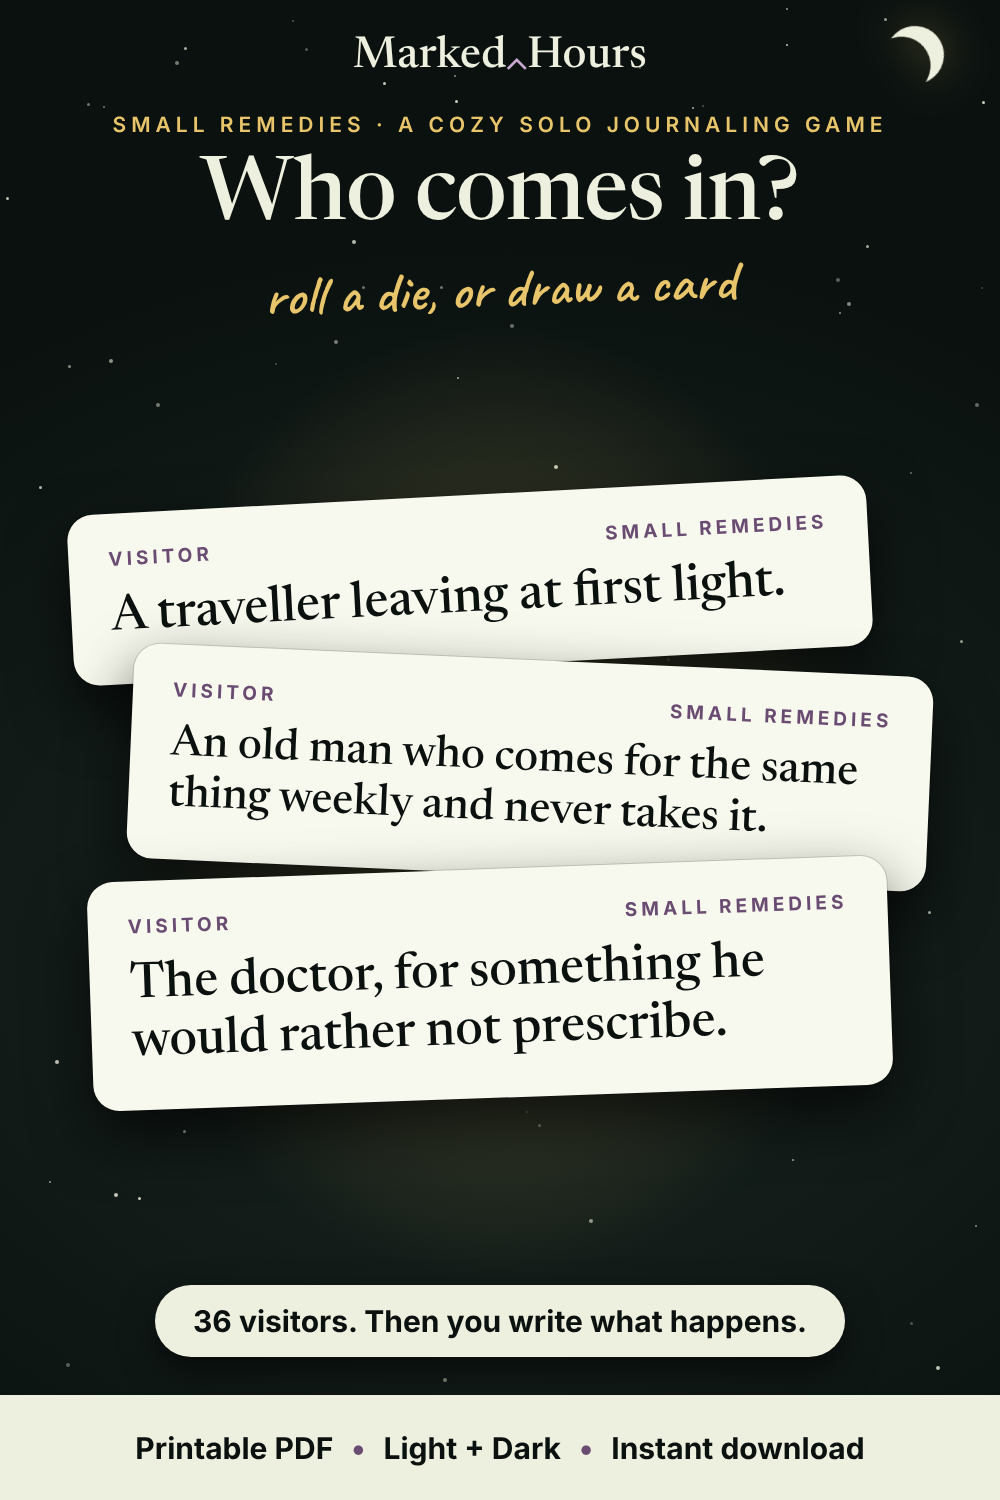 Marked‸Hours
SMALL REMEDIES · A COZY SOLO JOURNALING GAME
Who comes in?
roll a die, or draw a card
VISITOR
SMALL REMEDIES
A traveller leaving at first light.
VISITOR
SMALL REMEDIES
An old man who comes for the same
thing weekly and never takes it.
VISITOR
SMALL REMEDIES
The doctor, for something he
would rather not prescribe.
36 visitors. Then you write what happens.
Printable PDF • Light + Dark • Instant download